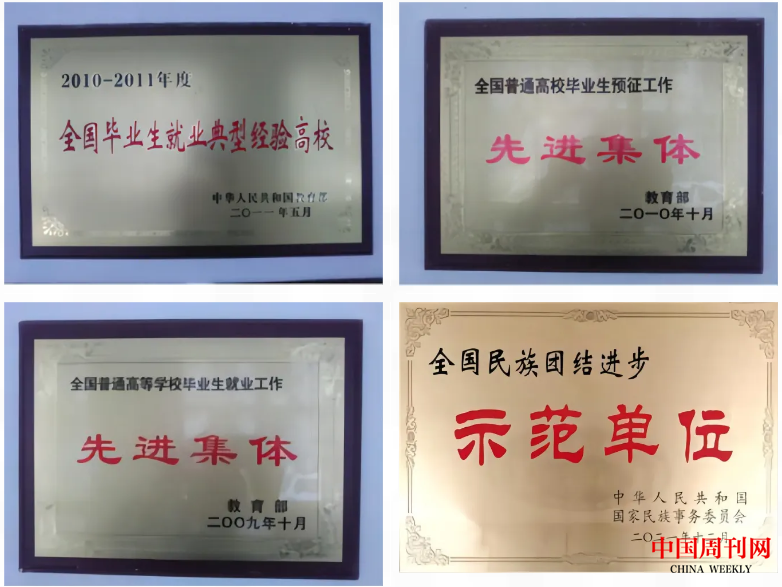 2010-2011年度
全国毕业生就业典型经验高校
中华人民共和国教育部
二〇一一年五月
全国普通高校毕业生预征工作
先进集体
教育部
二〇一〇年十月
全国普通高等学校毕业生就业工作
先进集体
教育部
二〇〇九年十月
全国民族团结进步
示范单位
中华人民共和国
国家民族事务委员会
中国周刊网
CHINA WEEKLY